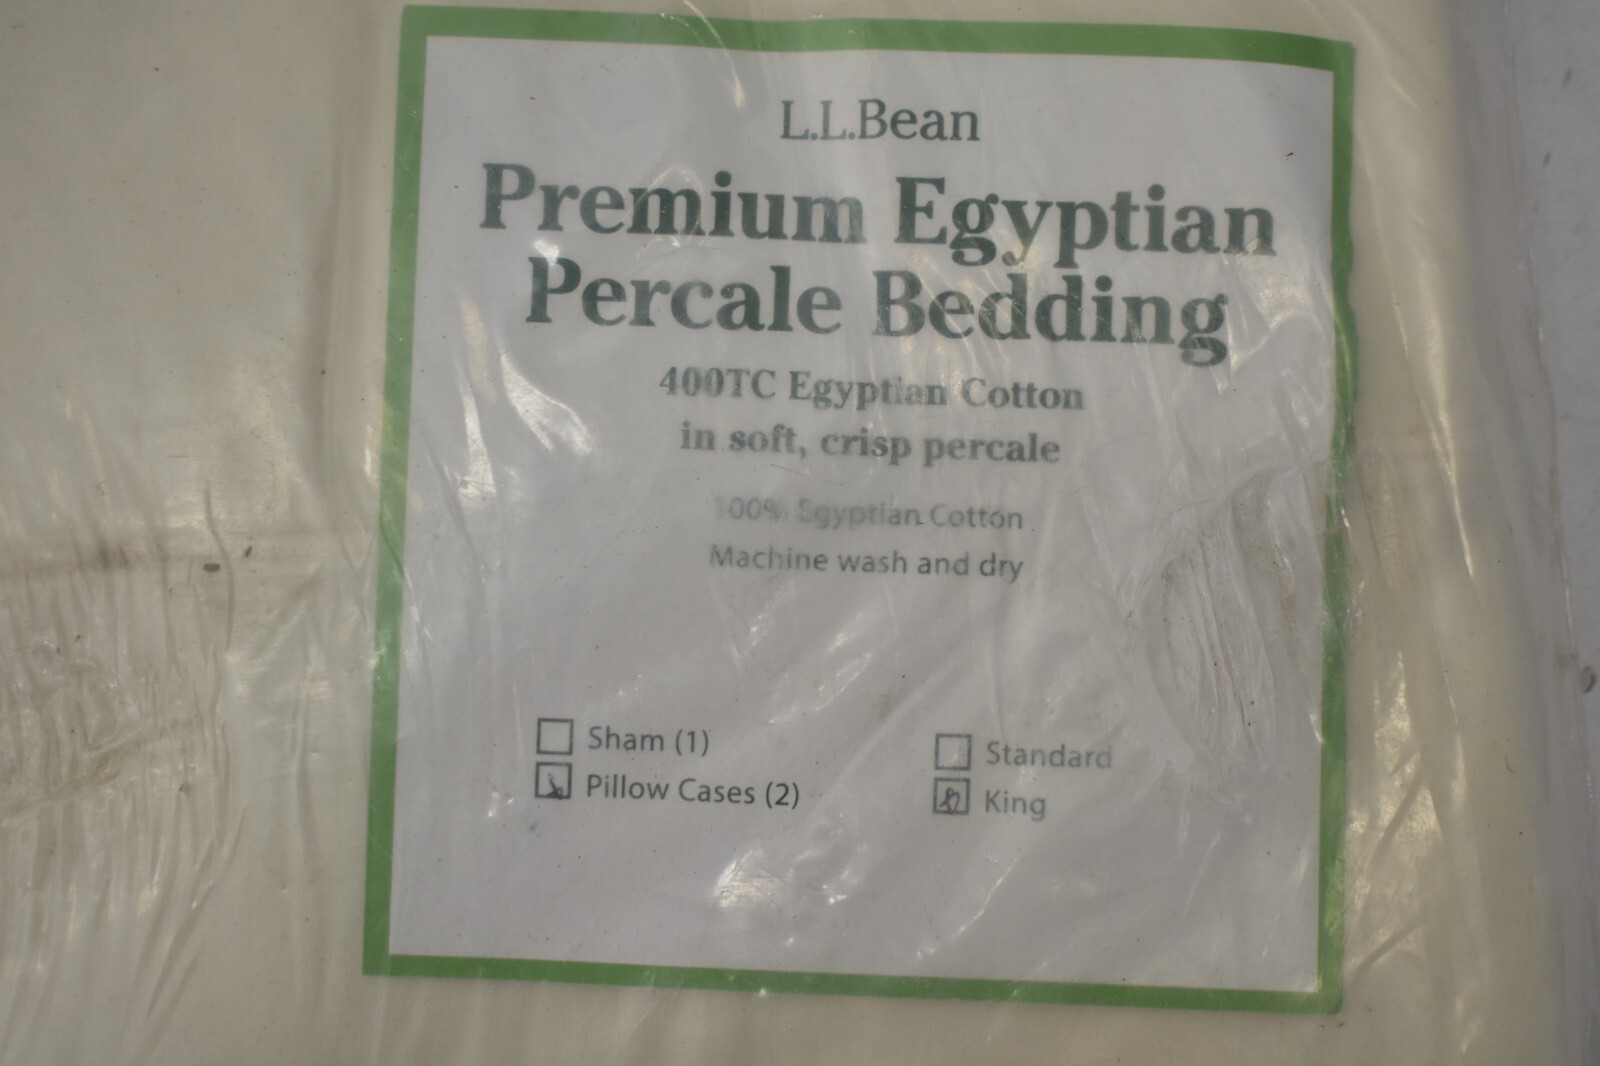 L.L.Bean
Premium Egyptian
Percale Bedding
400TC Egyptian Cotton
in soft, crisp percale
100% Egyptian Cotton
Machine wash and dry
Sham (1)
Pillow Cases (2)
Standard
King